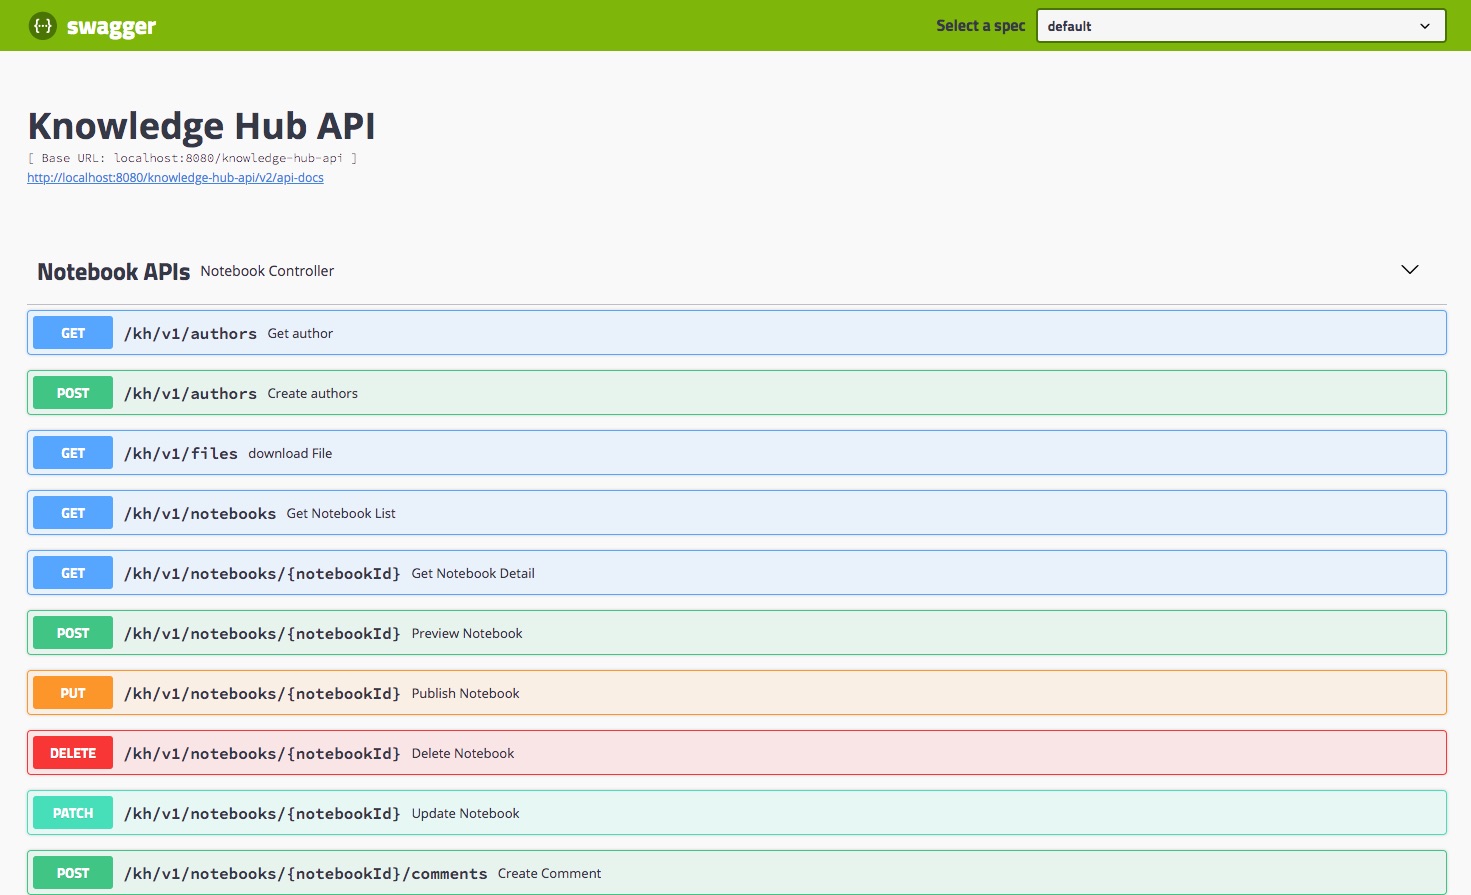 {··} swagger
Select a spec default
Knowledge Hub API
[ Base URL: localhost:8080/knowledge-hub-api ]
http://localhost:8080/knowledge-hub-api/v2/api-docs
Notebook APIs Notebook Controller
GET /kh/v1/authors Get author
POST /kh/v1/authors Create authors
GET /kh/v1/files download File
GET /kh/v1/notebooks Get Notebook List
GET /kh/v1/notebooks/{notebookId} Get Notebook Detail
POST /kh/v1/notebooks/{notebookId} Preview Notebook
PUT /kh/v1/notebooks/{notebookId} Publish Notebook
DELETE /kh/v1/notebooks/{notebookId} Delete Notebook
PATCH /kh/v1/notebooks/{notebookId} Update Notebook
POST /kh/v1/notebooks/{notebookId}/comments Create Comment